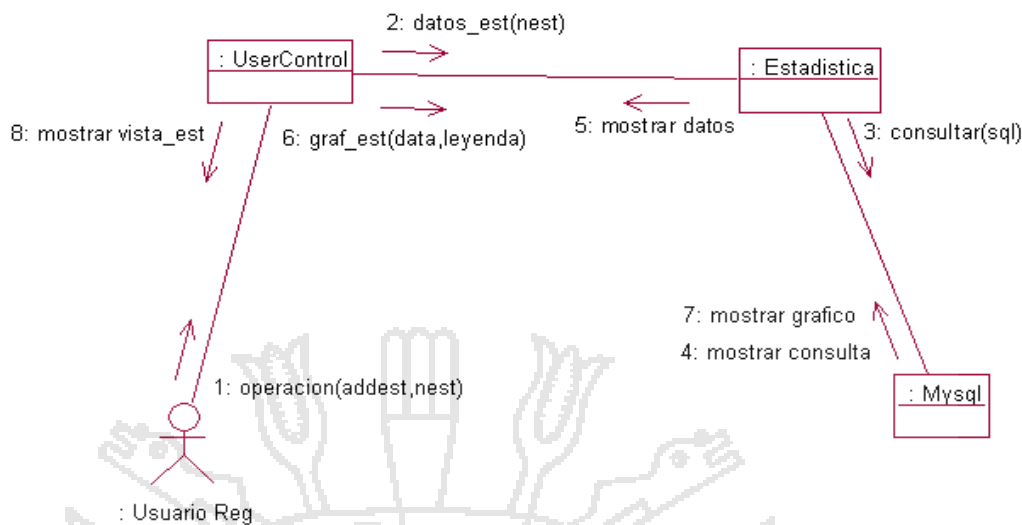 2: datos_est(nest)
: UserControl
: Estadistica
8: mostrar vista_est
6: graf_est(data,leyenda)
5: mostrar datos
3: consultar(sql)
7: mostrar grafico
4: mostrar consulta
1: operacion(addest,nest)
: Mysql
: Usuario Reg